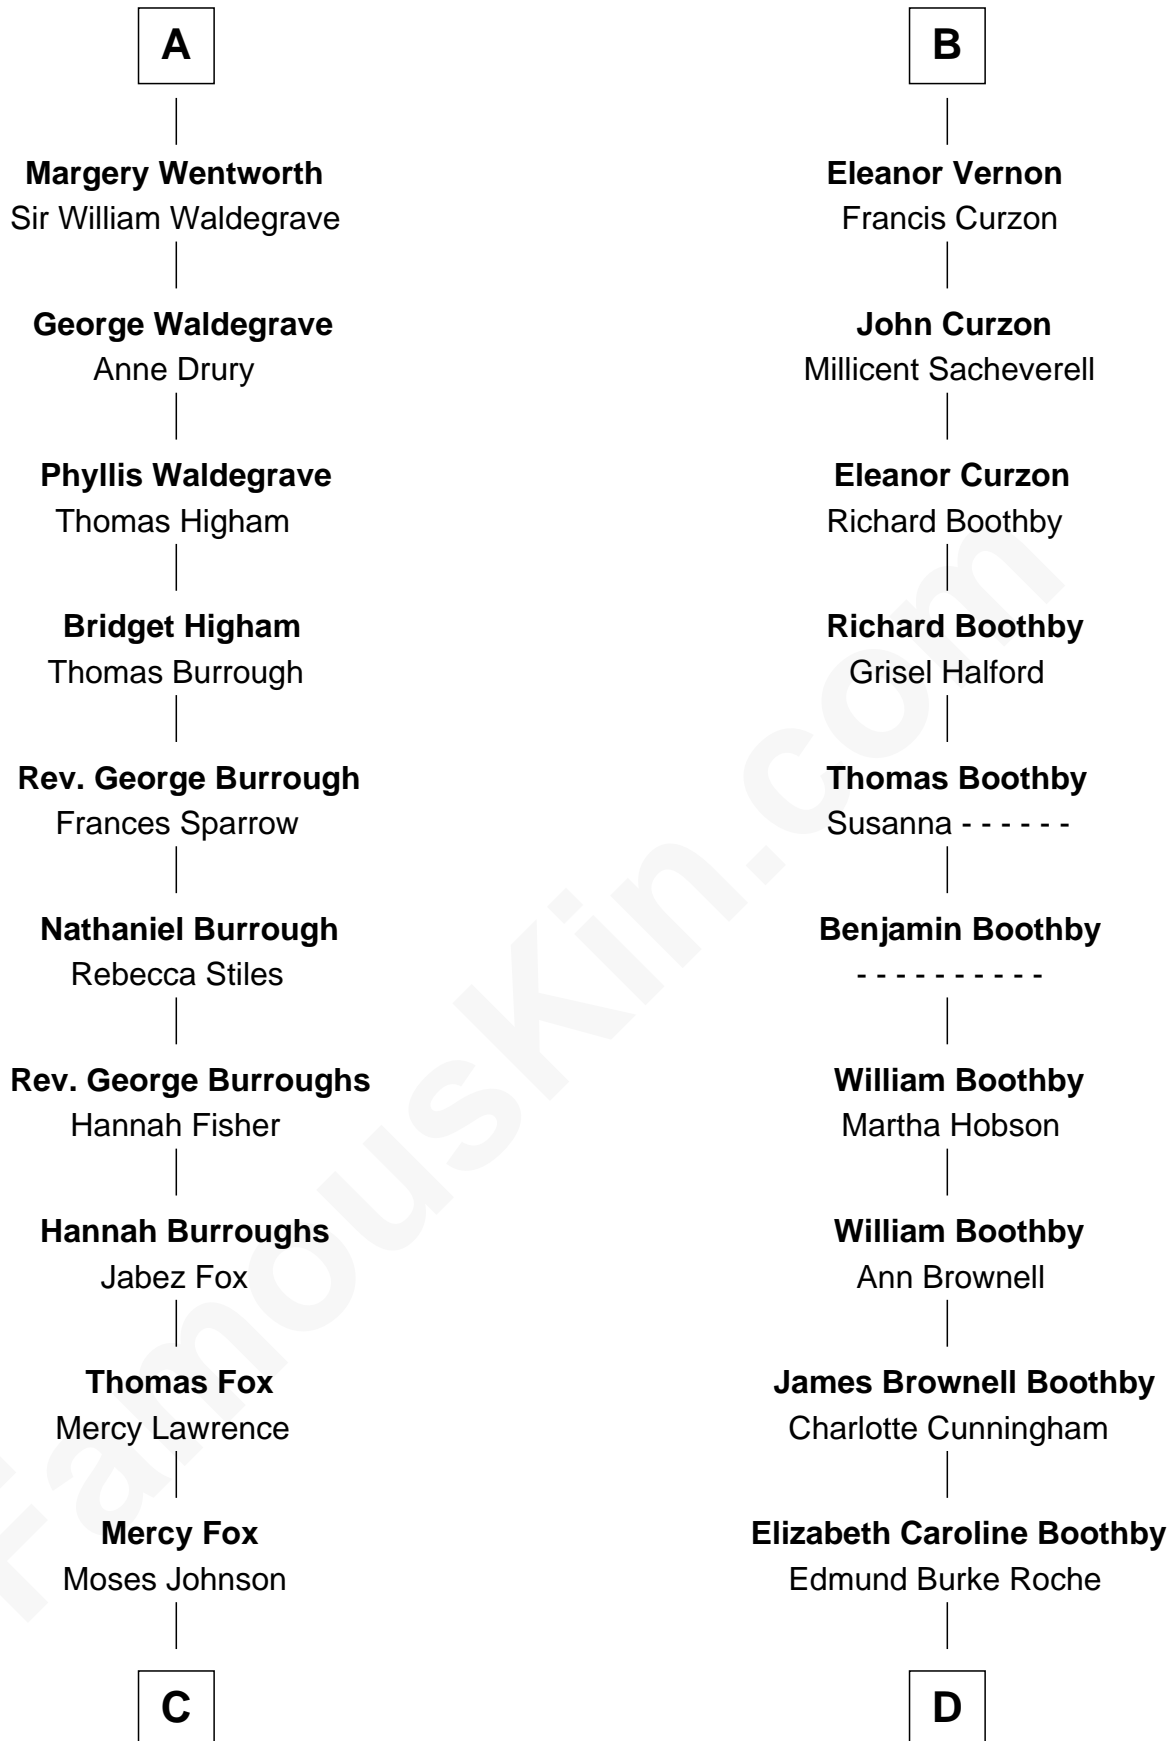 A
Margery Wentworth
Sir William Waldegrave
George Waldegrave
Anne Drury
Phyllis Waldegrave
Thomas Higham
Bridget Higham
Thomas Burrough
Rev. George Burrough
Frances Sparrow
Nathaniel Burrough
Rebecca Stiles
Rev. George Burroughs
Hannah Fisher
Hannah Burroughs
Jabez Fox
Thomas Fox
Mercy Lawrence
Mercy Fox
Moses Johnson
C
B
Eleanor Vernon
Francis Curzon
John Curzon
Millicent Sacheverell
Eleanor Curzon
Richard Boothby
Richard Boothby
Grisel Halford
Thomas Boothby
Susanna - - - - - -
Benjamin Boothby
- - - - - - - - - -
William Boothby
Martha Hobson
William Boothby
Ann Brownell
James Brownell Boothby
Charlotte Cunningham
Elizabeth Caroline Boothby
Edmund Burke Roche
D
FamousKin.com